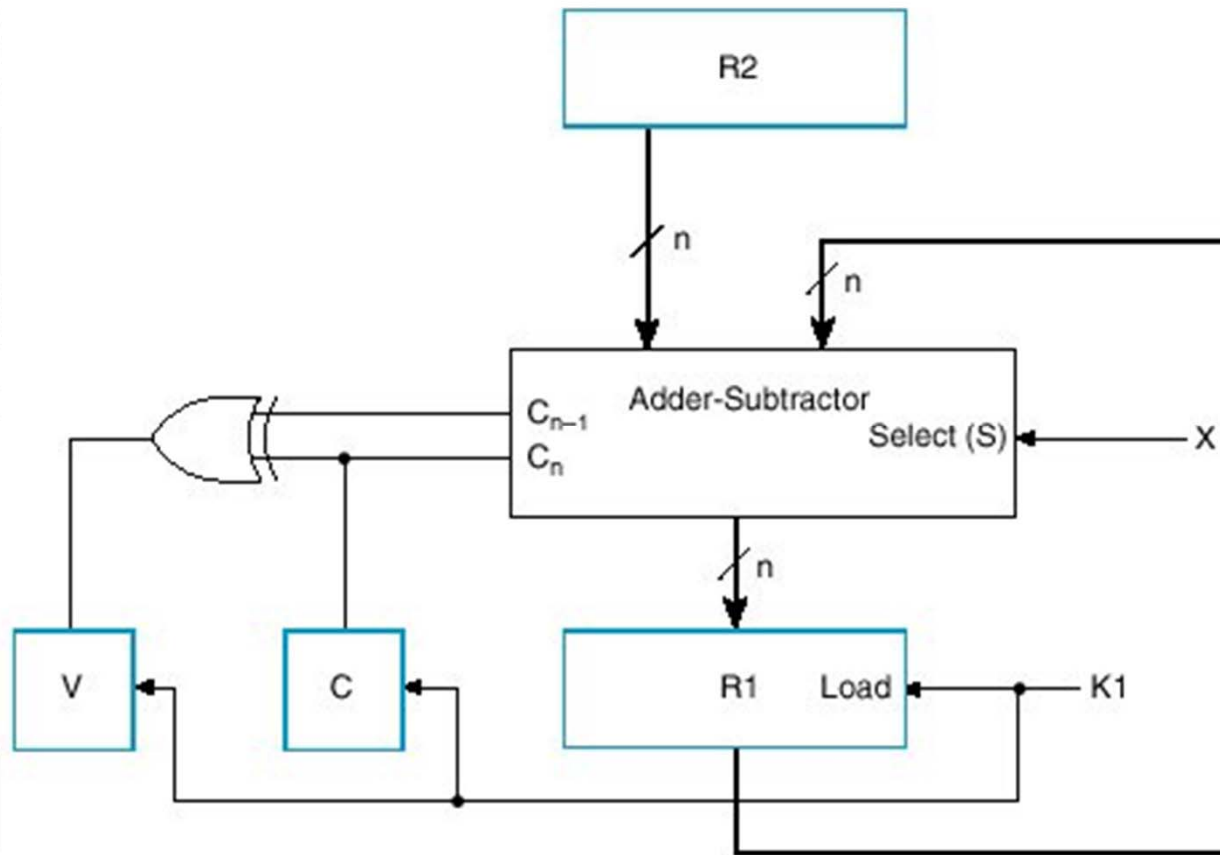 R2
n
n
Adder-Subtractor
Cn–1
Select (S)
X
Cn
n
V
C
R1
Load
K1